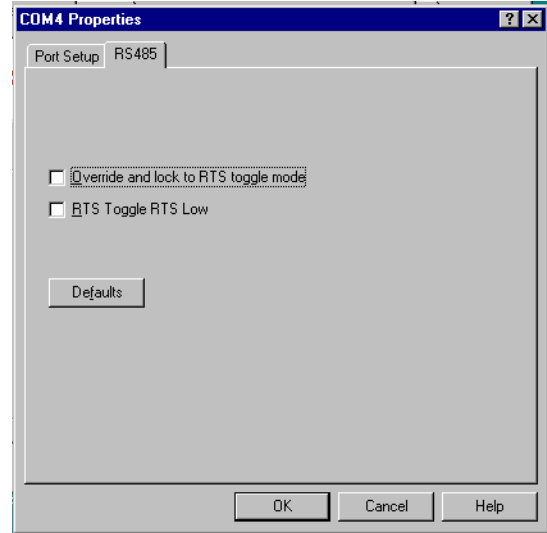 COM4 Properties
Port Setup RS485
Override and lock to RTS toggle mode
RTS Toggle RTS Low
Defaults
OK Cancel Help